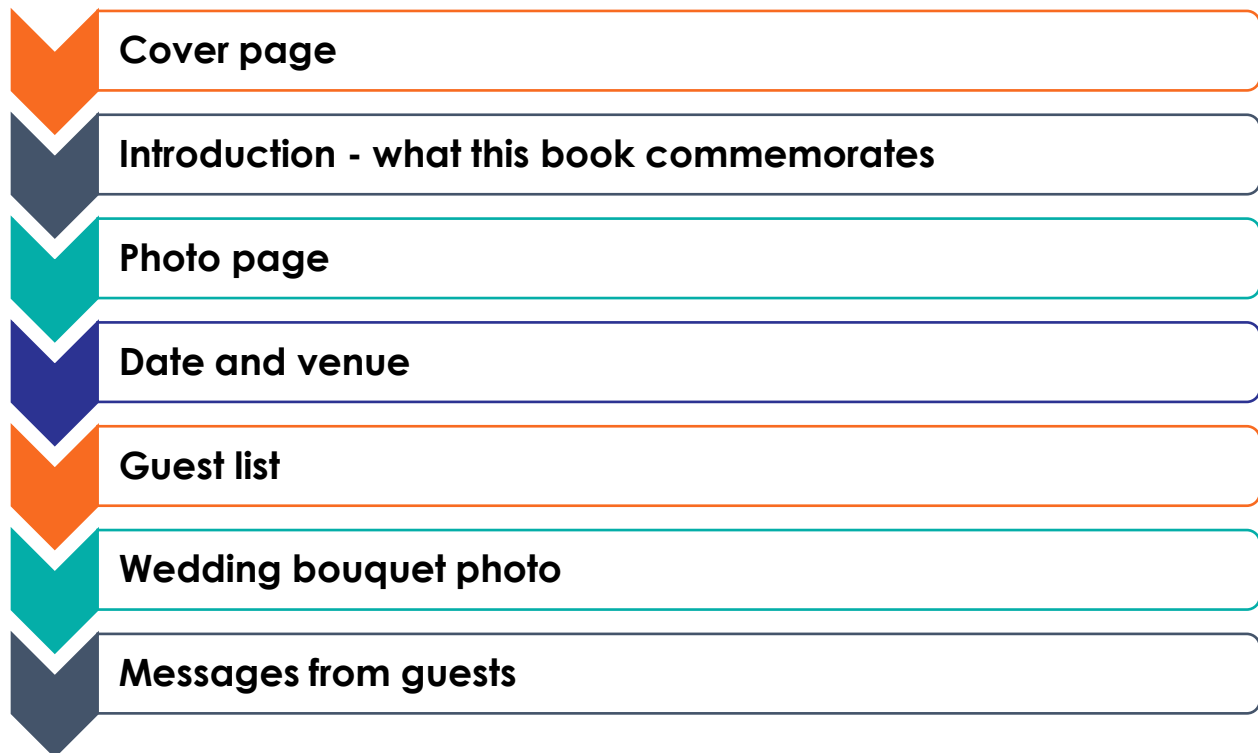 Cover page
Introduction - what this book commemorates
Photo page
Date and venue
Guest list
Wedding bouquet photo
Messages from guests